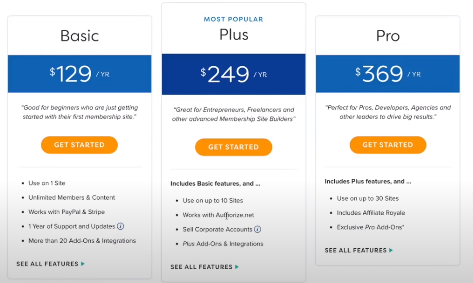 Basic
$129 / YR
"Good for beginners who are just getting
started with their first membership site."
GET STARTED
Use on 1 Site
Unlimited Members & Content
Works with PayPal & Stripe
1 Year of Support and Updates
More than 20 Add-Ons & Integrations
SEE ALL FEATURES
MOST POPULAR
Plus
$249 / YR
"Great for Entrepreneurs, Freelancers and
other advanced Membership Site Builders"
GET STARTED
Includes Basic features, and ...
Use on up to 10 Sites
Works with Authorize.net
Sell Corporate Accounts
Plus Add-Ons & Integrations
SEE ALL FEATURES
Pro
$369 / YR
"Perfect for Pros, Developers, Agencies and
other leaders to drive big results."
GET STARTED
Includes Plus features, and ...
Use on up to 30 Sites
Includes Affiliate Royale
Exclusive Pro Add-Ons*
SEE ALL FEATURES